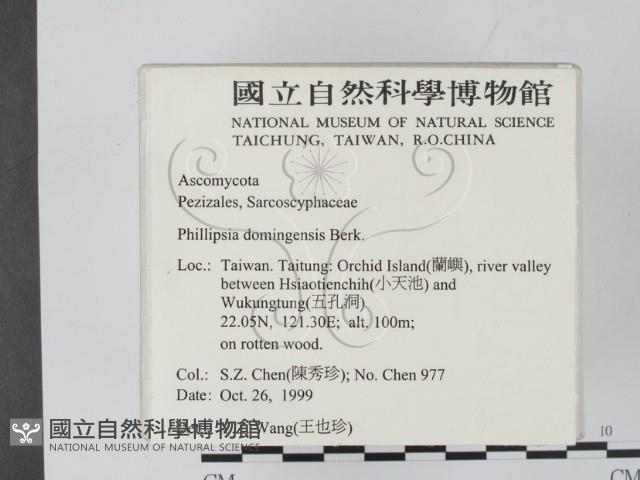 國立自然科學博物館
NATIONAL MUSEUM OF NATURAL SCIENCE
TAICHUNG, TAIWAN, R.O.CHINA
Ascomycota
Pezizales, Sarcoscyphaceae
Phillipsia domingensis Berk.
Loc.: Taiwan. Taitung: Orchid Island(蘭嶼), river valley
between Hsiaotienchih(小天池) and
Wukungtung(五孔洞)
22.05N, 121.30E; alt, 100m;
on rotten wood.
Col.: S.Z. Chen(陳秀珍); No. Chen 977
Date: Oct. 26, 1999
Wang(王也珍)
國立自然科學博物館
NATIONAL MUSEUM OF NATURAL SCIENCE
10
CM
CM